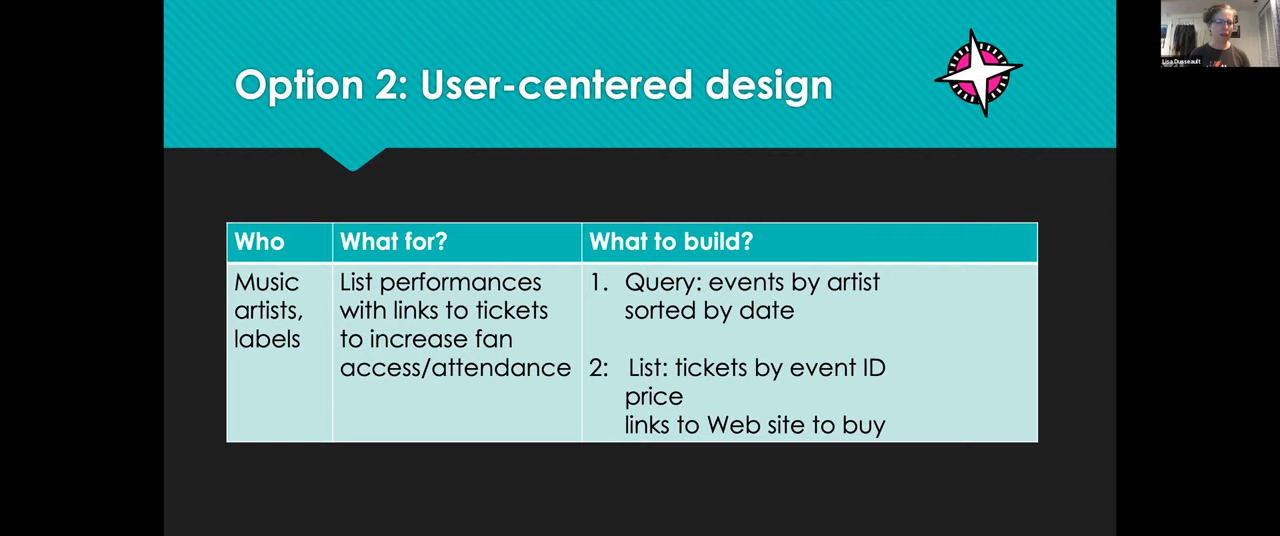 Option 2: User-centered design
Lisa Dusseault
Who
What for?
What to build?
Music
artists,
labels
List performances
with links to tickets
to increase fan
access/attendance
1. Query: events by artist
sorted by date
2: List: tickets by event ID
price
links to Web site to buy